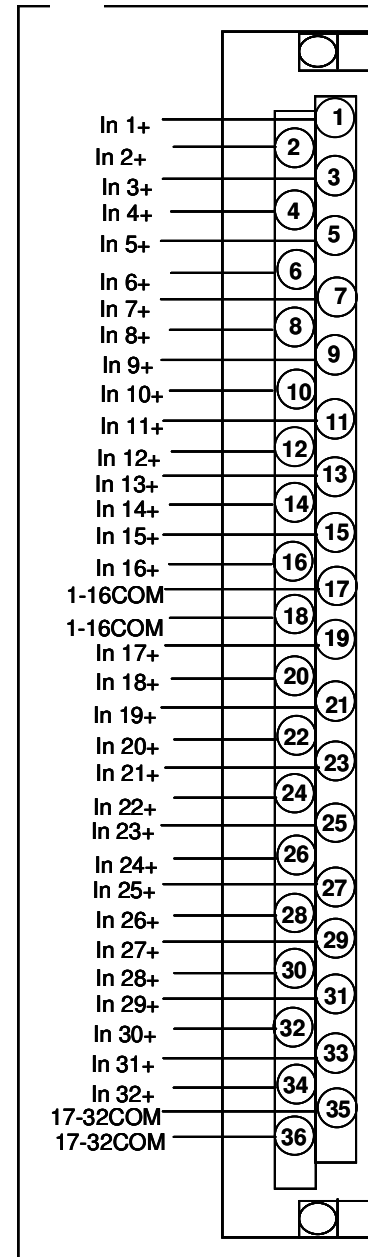 In 1+ 1
In 2+ 2
In 3+ 3
In 4+ 4
In 5+ 5
In 6+ 6
In 7+ 7
In 8+ 8
In 9+ 9
In 10+ 10
In 11+ 11
In 12+ 12
In 13+ 13
In 14+ 14
In 15+ 15
In 16+ 16
1-16COM 17
1-16COM 18
In 17+ 19
In 18+ 20
In 19+ 21
In 20+ 22
In 21+ 23
In 22+ 24
In 23+ 25
In 24+ 26
In 25+ 27
In 26+ 28
In 27+ 29
In 28+ 30
In 29+ 31
In 30+ 32
In 31+ 33
In 32+ 34
17-32COM 35
17-32COM 36